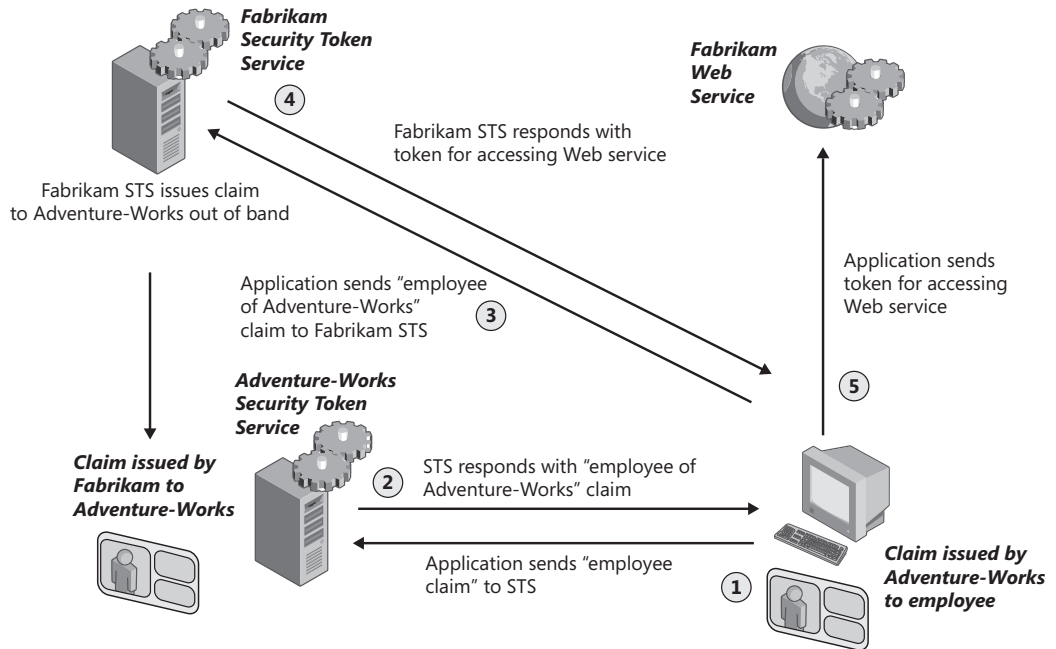 Fabrikam
Security Token
Service
4
Fabrikam
Web
Service
Fabrikam STS responds with
token for accessing Web service
Fabrikam STS issues claim
to Adventure-Works out of band
Application sends “employee
of Adventure-Works”
claim to Fabrikam STS
3
Application sends
token for accessing
Web service
5
Adventure-Works
Security Token
Service
Claim issued by
Fabrikam to
Adventure-Works
2
STS responds with “employee of
Adventure-Works” claim
Application sends “employee
claim” to STS
1
Claim issued by
Adventure-Works
to employee